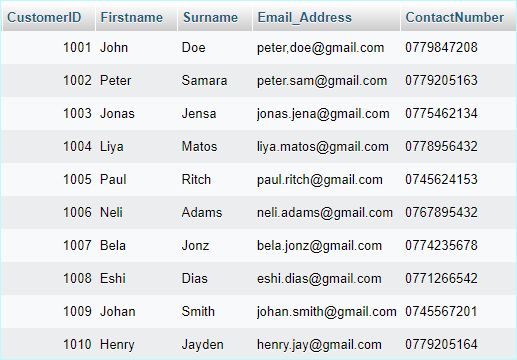 CustomerID Firstname Surname Email_Address ContactNumber
1001 John Doe peter,doe@gmail.com 0779847208
1002 Peter Samara peter.sam@gmail.com 0779205163
1003 Jonas Jensa jonas.jena@gmail.com 0775462134
1004 Liya Matos liya.matos@gmail.com 0778956432
1005 Paul Ritch paul.ritch@gmail.com 0745624153
1006 Neli Adams neli.adams@gmail.com 0767895432
1007 Bela Jonz bela.jonz@gmail.com 0774235678
1008 Eshi Dias eshi.dias@gmail.com 0771266542
1009 Johan Smith johan.smith@gmail.com 0745567201
1010 Henry Jayden henry.jay@gmail.com 0779205164